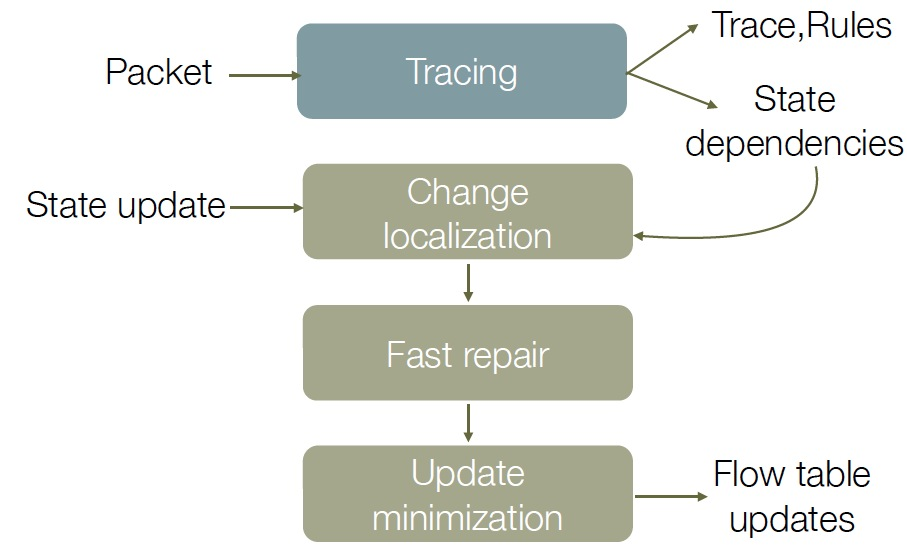 Trace,Rules
Packet
Tracing
State
dependencies
State update
Change
localization
Fast repair
Update
minimization
Flow table
updates